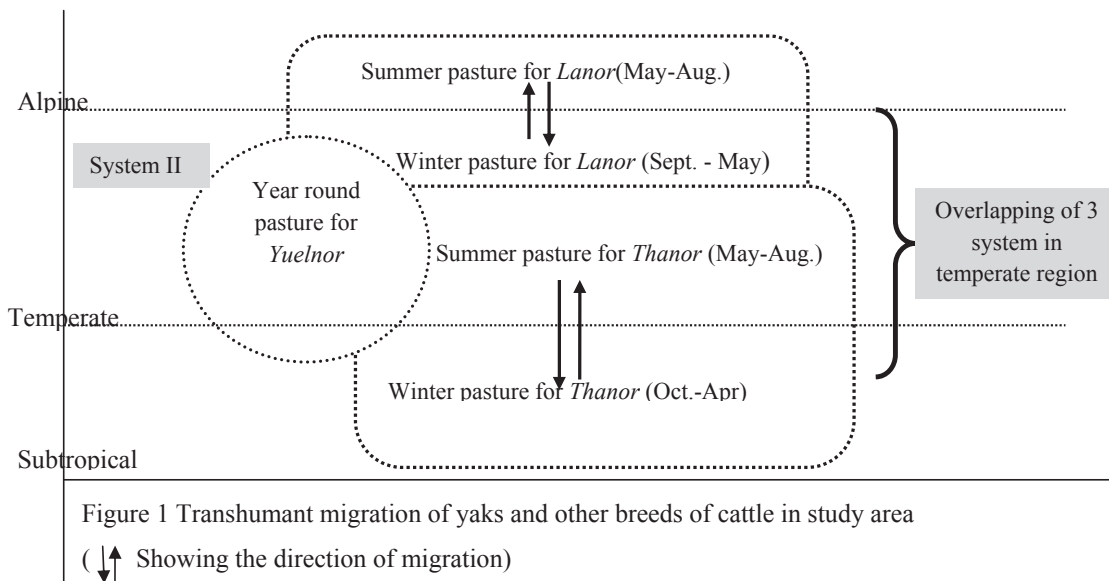 Summer pasture for Lanor(May-Aug.)
Alpine
System II
Winter pasture for Lanor (Sept. - May)
Year round
pasture for
Yuelnor
Overlapping of 3
system in
temperate region
Summer pasture for Thanor (May-Aug.)
Temperate
Winter pasture for Thanor (Oct.-Apr)
Subtropical
Figure 1 Transhumant migration of yaks and other breeds of cattle in study area
( ↓↑ Showing the direction of migration)